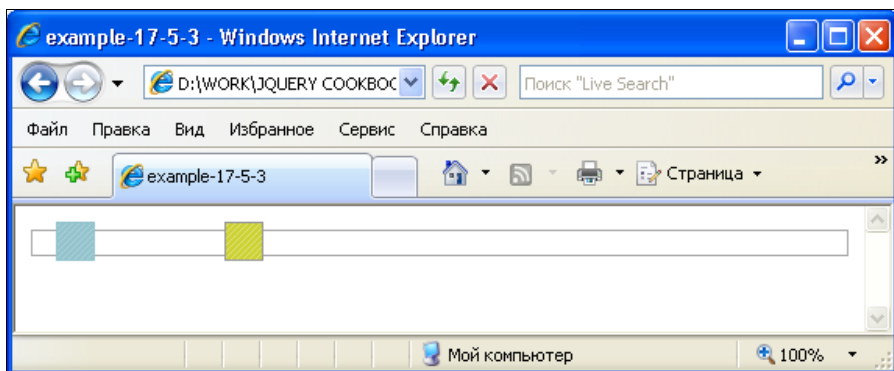 example-17-5-3 - Windows Internet Explorer
D:\WORK\JQUERY COOKBOC
Поиск "Live Search"
Файл Правка Вид Избранное Сервис Справка
example-17-5-3
Страница
»
Мой компьютер
100%